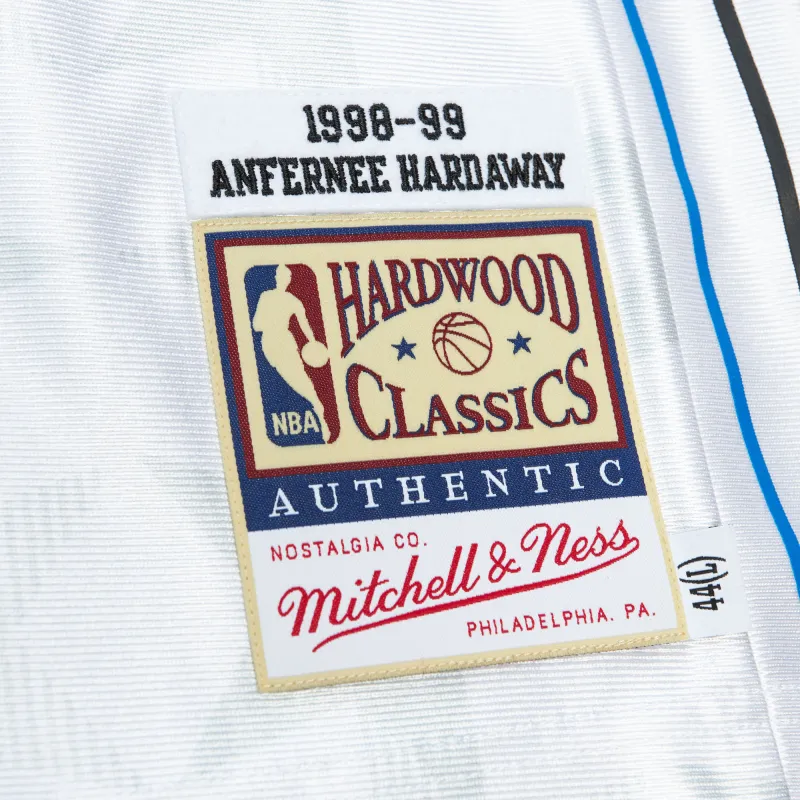 1998-99
ANFERNEE HARDAWAY
HARDWOOD
CLASSICS
NBA
AUTHENTIC
NOSTALGIA CO.
Mitchell & Ness
PHILADELPHIA. PA.
44(L)